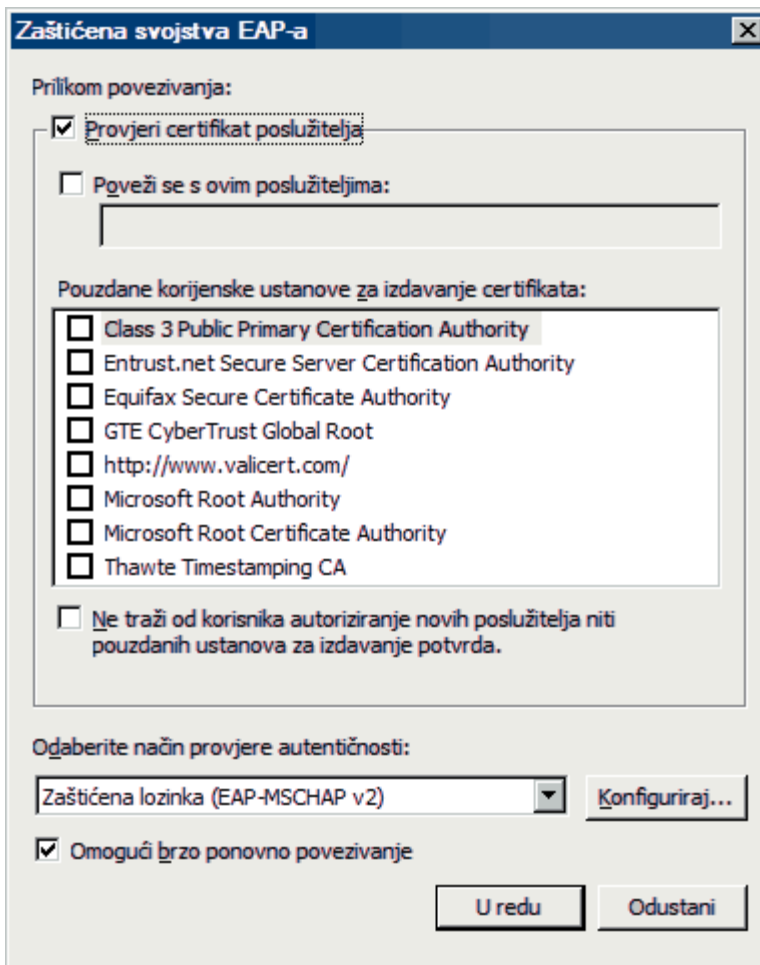 Zaštićena svojstva EAP-a
Prilikom povezivanja:
Provjeri certifikat poslužitelja
Poveži se s ovim poslužiteljima:
Pouzdane korijenske ustanove za izdavanje certifikata:
Class 3 Public Primary Certification Authority
Entrust.net Secure Server Certification Authority
Equifax Secure Certificate Authority
GTE CyberTrust Global Root
http://www.valicert.com/
Microsoft Root Authority
Microsoft Root Certificate Authority
Thawte Timestamping CA
Ne traži od korisnika autoriziranje novih poslužitelja niti
pouzdanih ustanova za izdavanje potvrda.
Odaberite način provjere autentičnosti:
Zaštićena lozinka (EAP-MSCHAP v2)
Konfiguriraj...
Omogući brzo ponovno povezivanje
U redu
Odustani